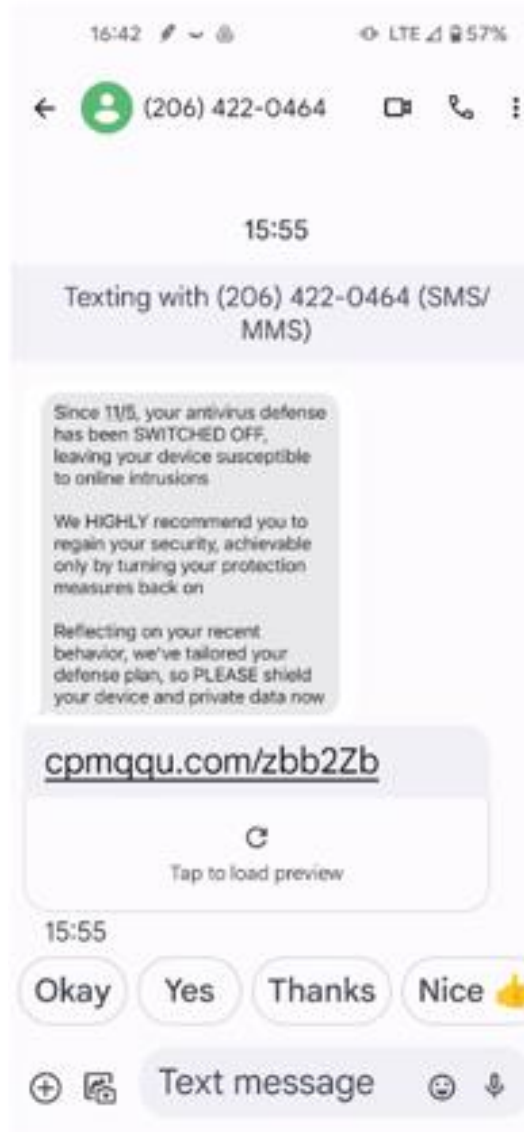 16:42 LTE 57%
(206) 422-0464
15:55
Texting with (206) 422-0464 (SMS/
MMS)
Since 11/5, your antivirus defense
has been SWITCHED OFF,
leaving your device susceptible
to online intrusions
We HIGHLY recommend you to
regain your security, achievable
only by turning your protection
measures back on
Reflecting on your recent
behavior, we've tailored your
defense plan, so PLEASE shield
your device and private data now
cpmqqu.com/zbb2Zb
Tap to load preview
15:55
Okay Yes Thanks Nice 👍
Text message